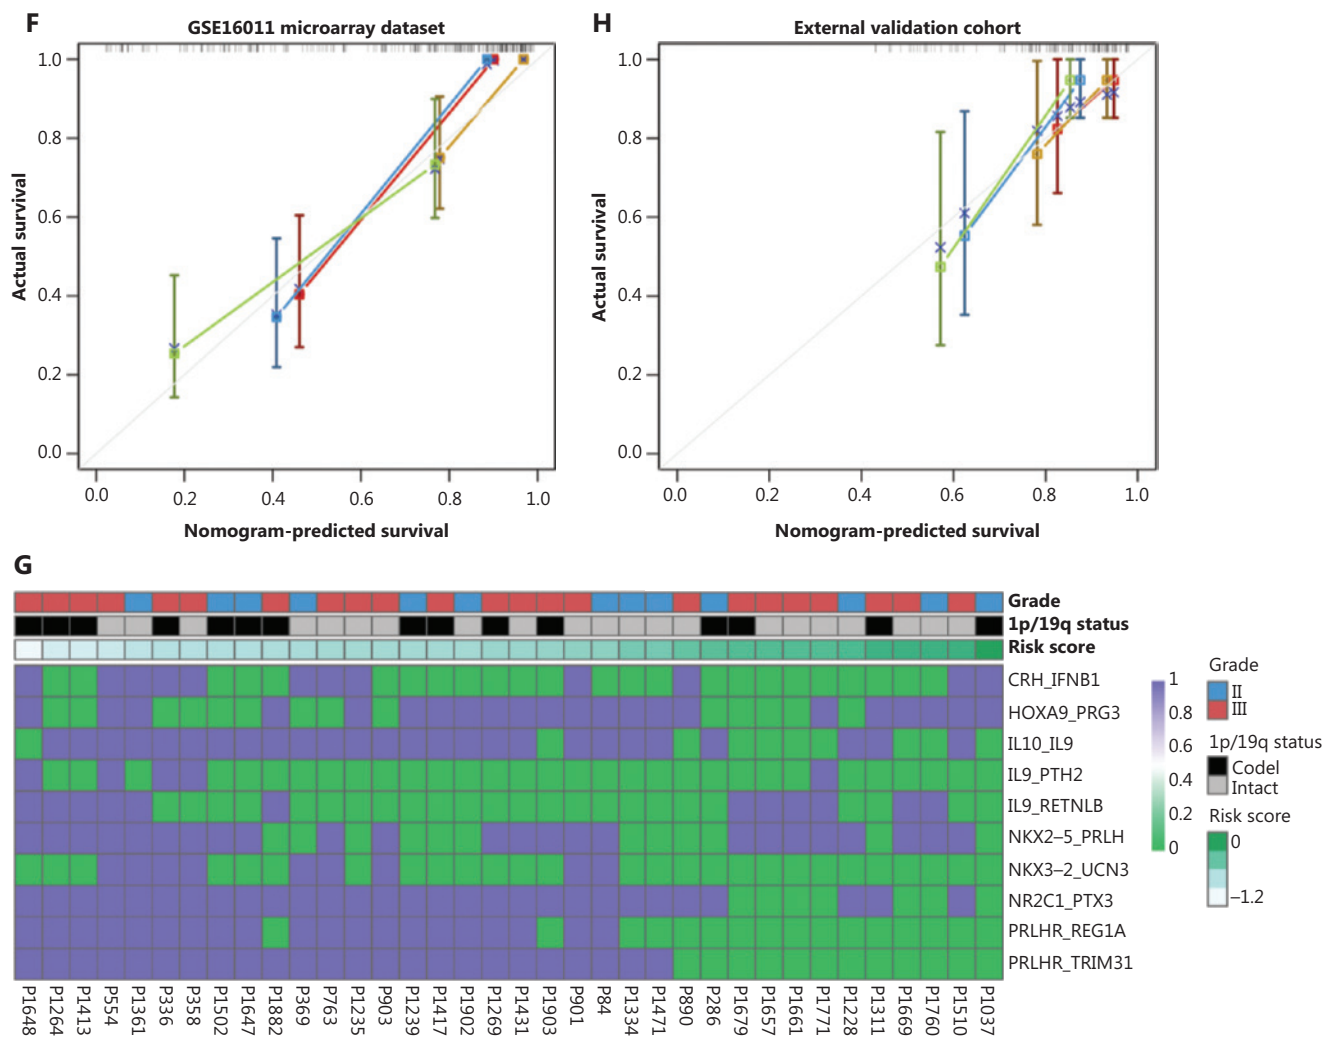 F
GSE16011 microarray dataset
1.0
0.8
0.6
0.4
0.2
0.0
Actual survival
0.0 0.2 0.4 0.6 0.8 1.0
Nomogram-predicted survival
H
External validation cohort
1.0
0.8
0.6
0.4
0.2
0.0
Actual survival
0.0 0.2 0.4 0.6 0.8 1.0
Nomogram-predicted survival
G
Grade
1p/19q status
Risk score
CRH_IFNB1
HOXA9_PRG3
IL10_IL9
IL9_PTH2
IL9_RETNLB
NKX2–5_PRLH
NKX3–2_UCN3
NR2C1_PTX3
PRLHR_REG1A
PRLHR_TRIM31
P1648 P1264 P1413 P554 P1361 P336 P358 P1502 P1647 P1882 P369 P763 P1235 P903 P1239 P1417 P1902 P1269 P1431 P1903 P901 P84 P1334 P1471 P890 P286 P1679 P1657 P1661 P1771 P1228 P1311 P1669 P1760 P1510 P1037
1
0.8
0.6
0.4
0.2
0
Grade
II
III
1p/19q status
Codel
Intact
Risk score
0
–1.2